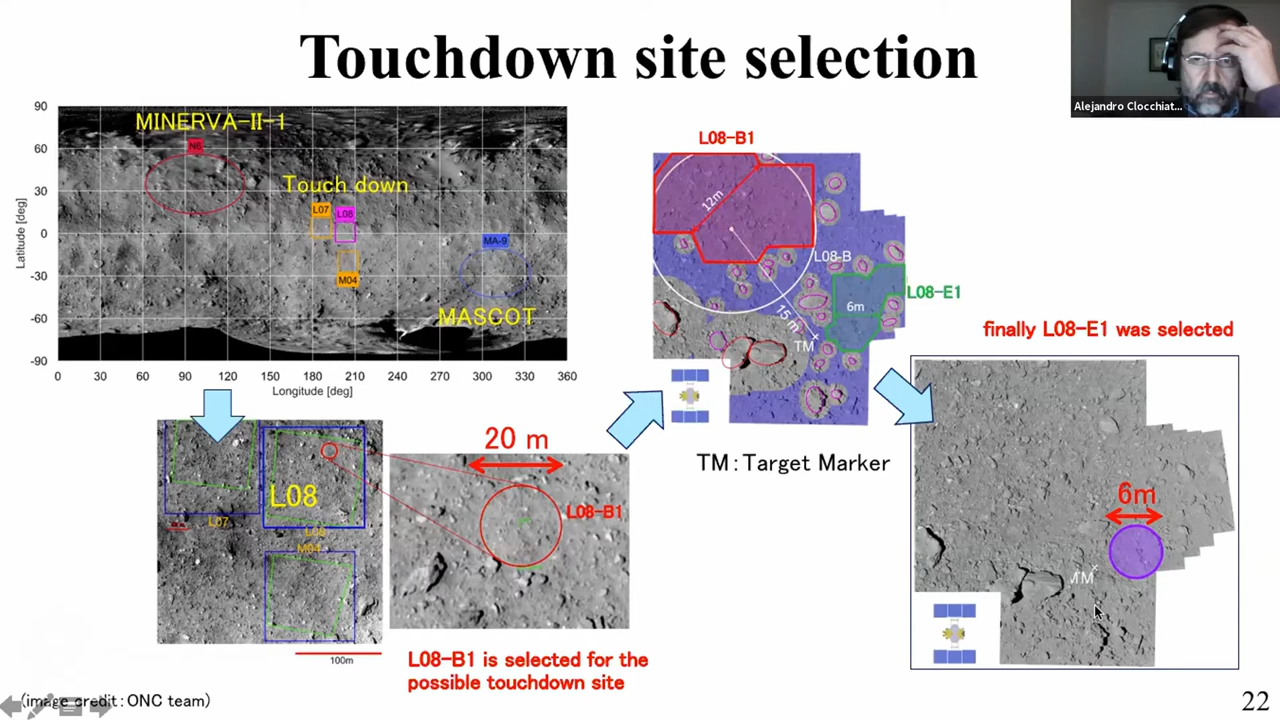 Touchdown site selection
Alejandro Clocchiat...
90
60
30
0
-30
-60
-90
Latitude [deg]
MINERVA-II-1
N6
Touch down
L07
L08
M04
MA-9
MASCOT
0 30 60 90 120 150 180 210 240 270 300 330 360
Longitude [deg]
L08-B1
12m
L08-B
L08-E1
6m
15 m
TM
TM：Target Marker
finally L08-E1 was selected
L08
L07
L08
M04
100m
20 m
L08-B1
L08-B1 is selected for the
possible touchdown site
6m
TM
(image credit：ONC team)
22